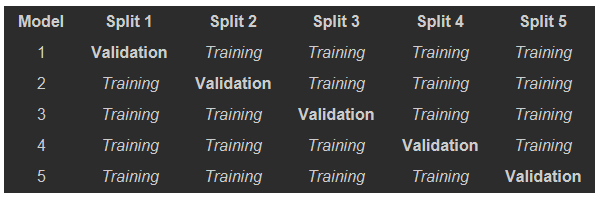 Model Split 1 Split 2 Split 3 Split 4 Split 5
1 Validation Training Training Training Training
2 Training Validation Training Training Training
3 Training Training Validation Training Training
4 Training Training Training Validation Training
5 Training Training Training Training Validation